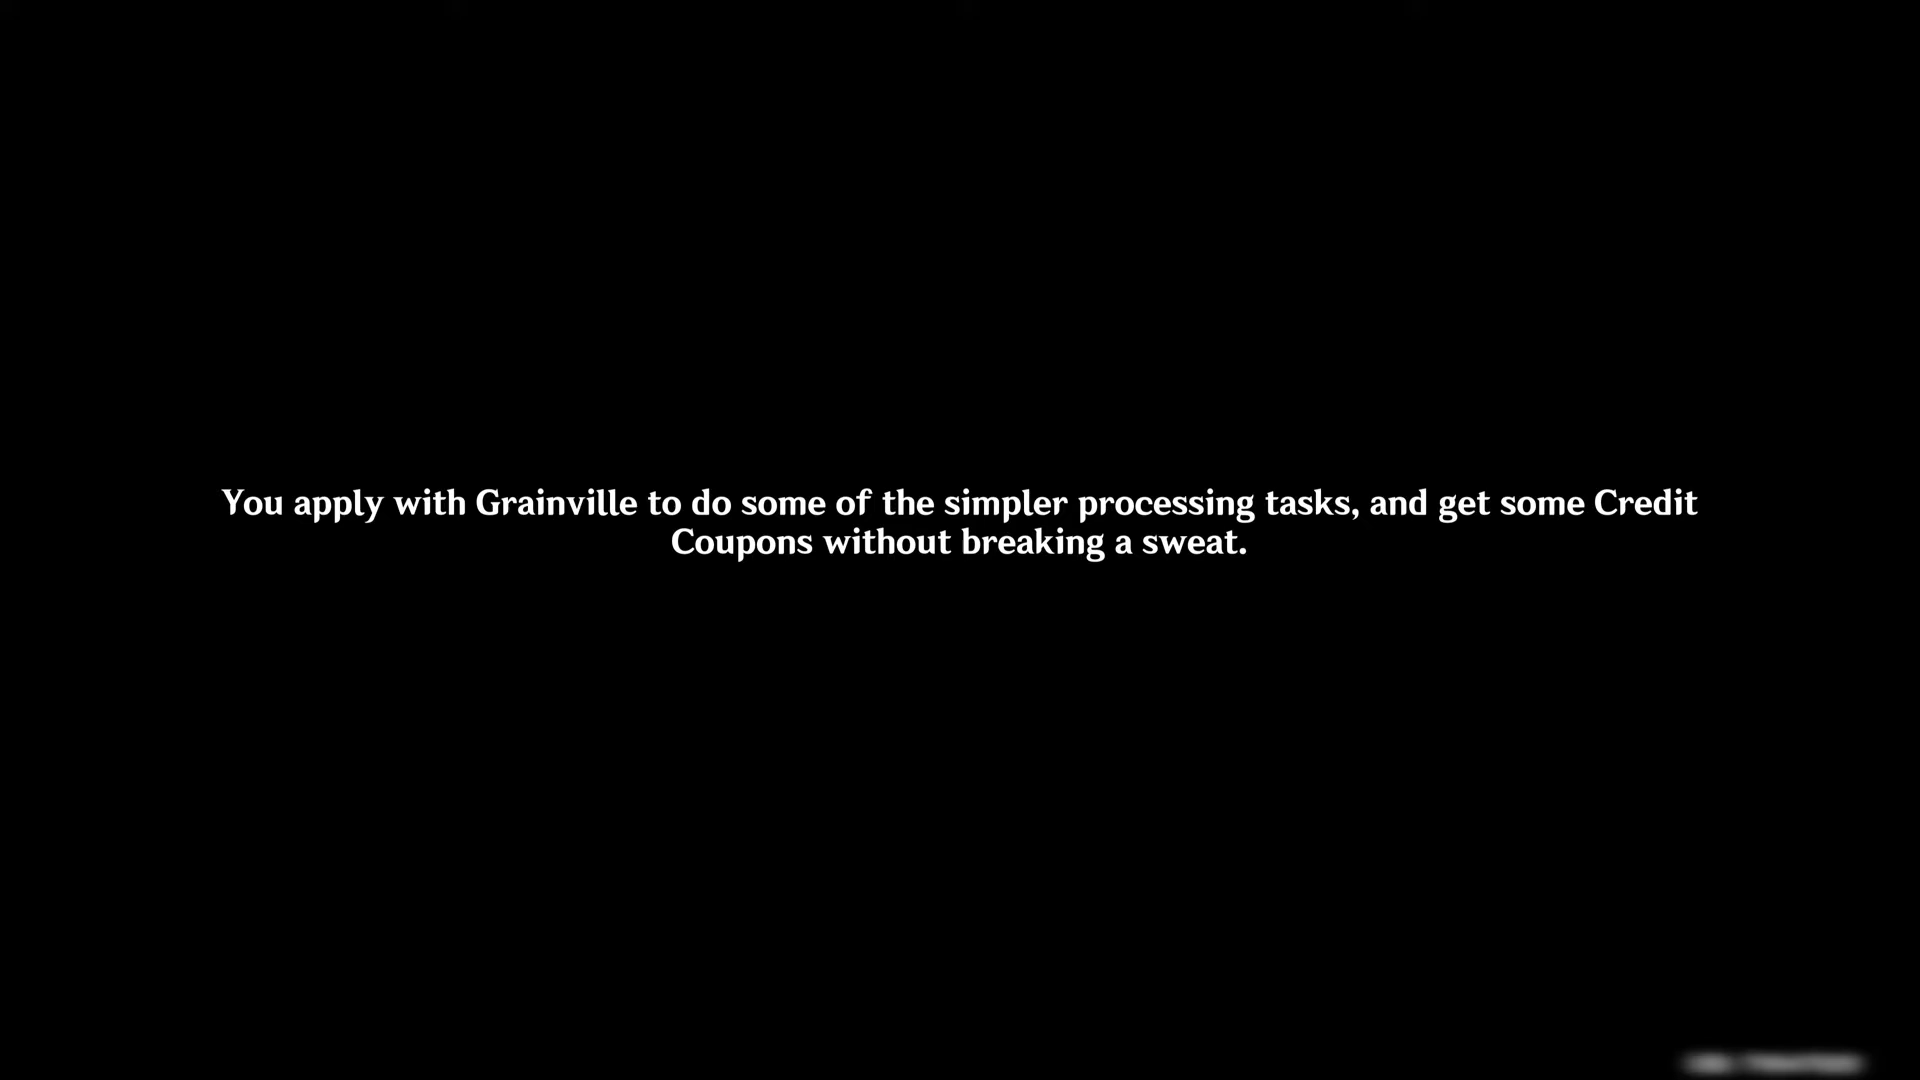 You apply with Grainville to do some of the simpler processing tasks, and get some Credit
Coupons without breaking a sweat.